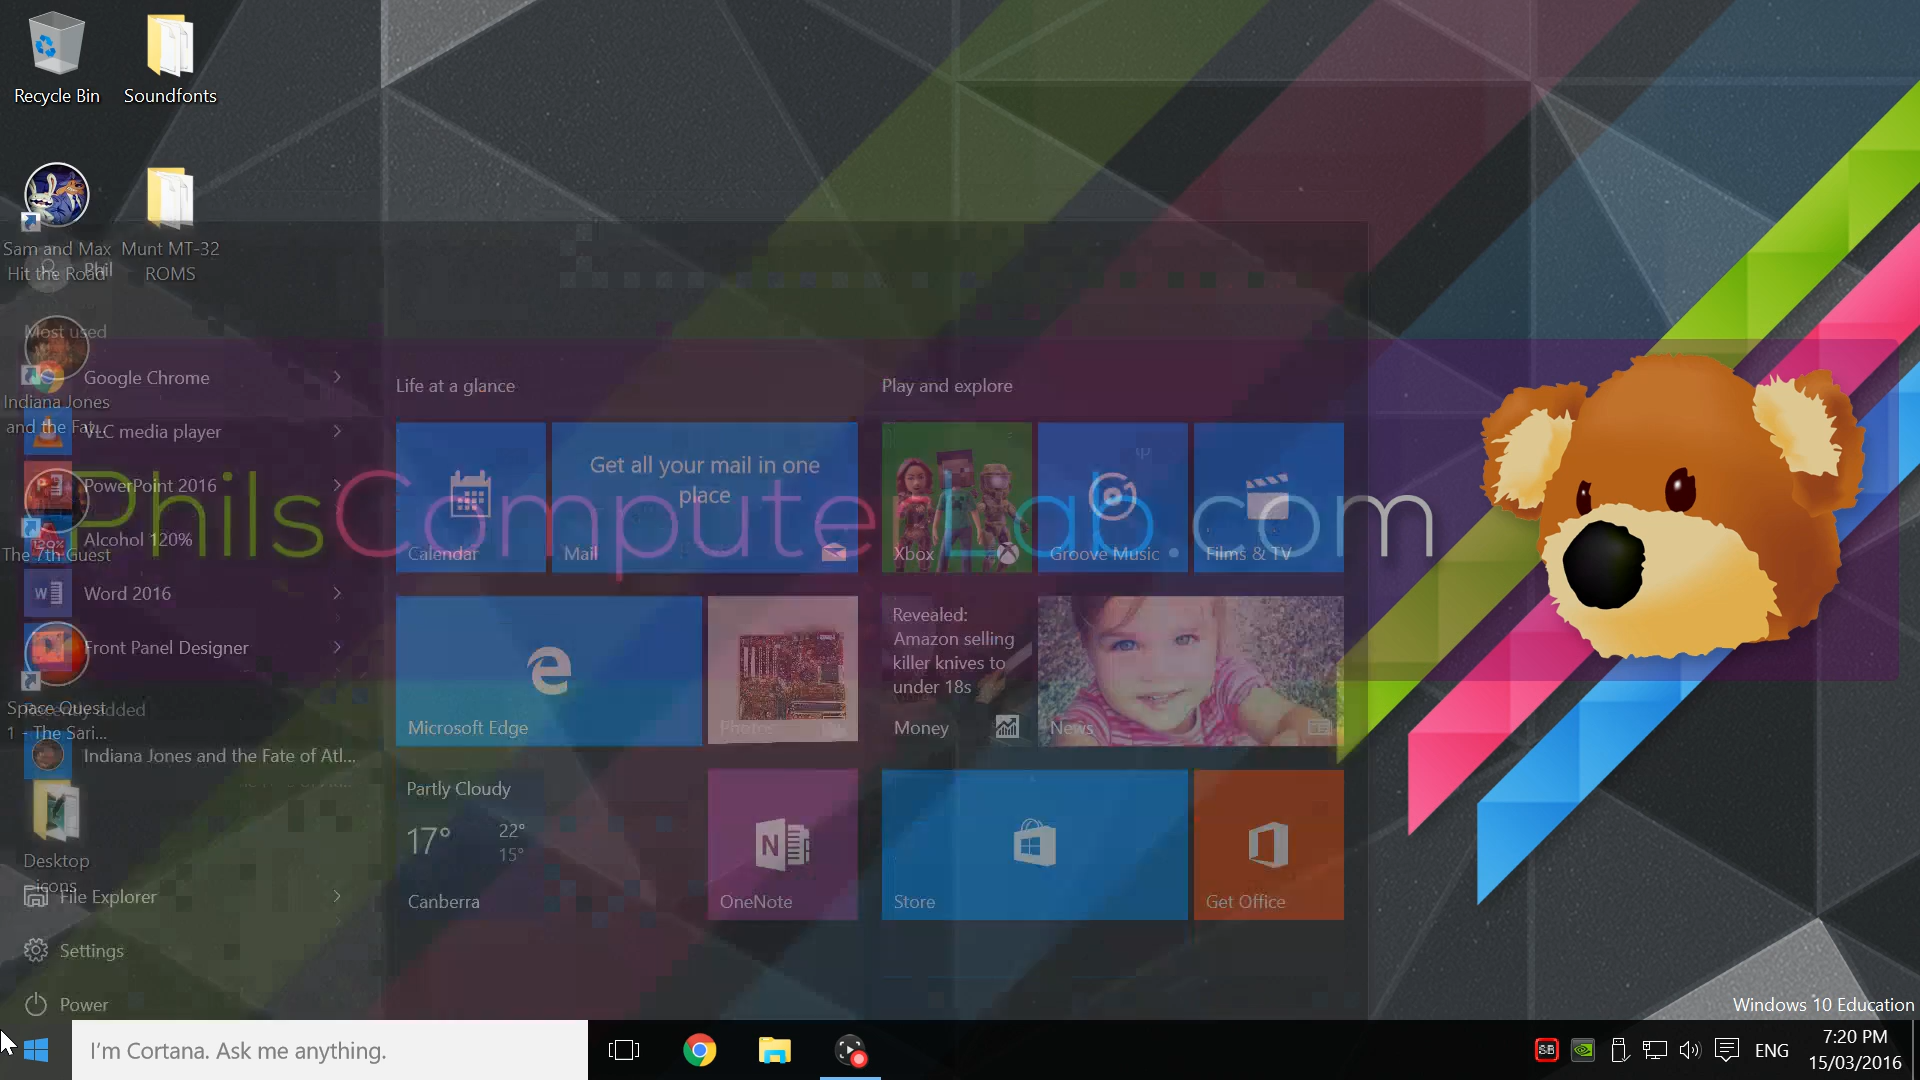 Recycle Bin
Soundfonts
Sam and Max
Hit the Road
Munt MT-32
ROMS
Phil
Most used
Google Chrome
Indiana Jones
and the Fat...
VLC media player
PowerPoint 2016
Alcohol 120%
The 7th Guest
Word 2016
Front Panel Designer
Space Quest
1 - The Sari...
Recently added
Indiana Jones and the Fate of Atl...
Desktop
icons
File Explorer
Settings
Power
Life at a glance
Play and explore
Get all your mail in one
place
Calendar
Mail
Xbox
Groove Music
Films & TV
PhilsComputerLab.com
Microsoft Edge
Photos
Revealed:
Amazon selling
killer knives to
under 18s
Money
News
Partly Cloudy
17°
22°
15°
Canberra
OneNote
Store
Get Office
Windows 10 Education
I'm Cortana. Ask me anything.
SB
ENG
7:20 PM
15/03/2016